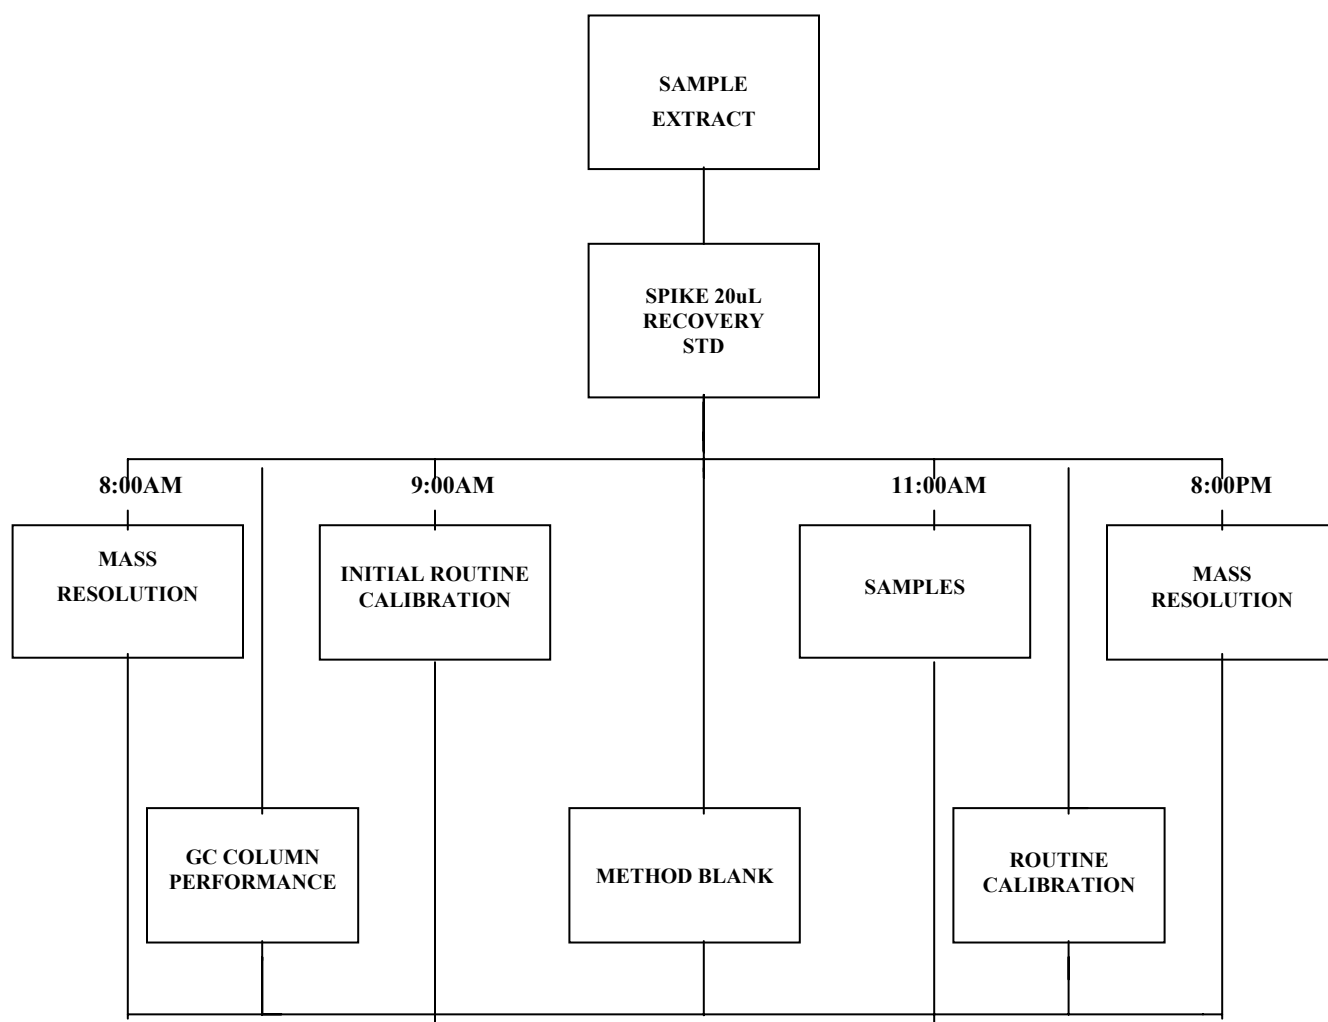 SAMPLE
EXTRACT
SPIKE 20uL
RECOVERY
STD
8:00AM
9:00AM
11:00AM
8:00PM
MASS
RESOLUTION
INITIAL ROUTINE
CALIBRATION
SAMPLES
MASS
RESOLUTION
GC COLUMN
PERFORMANCE
METHOD BLANK
ROUTINE
CALIBRATION